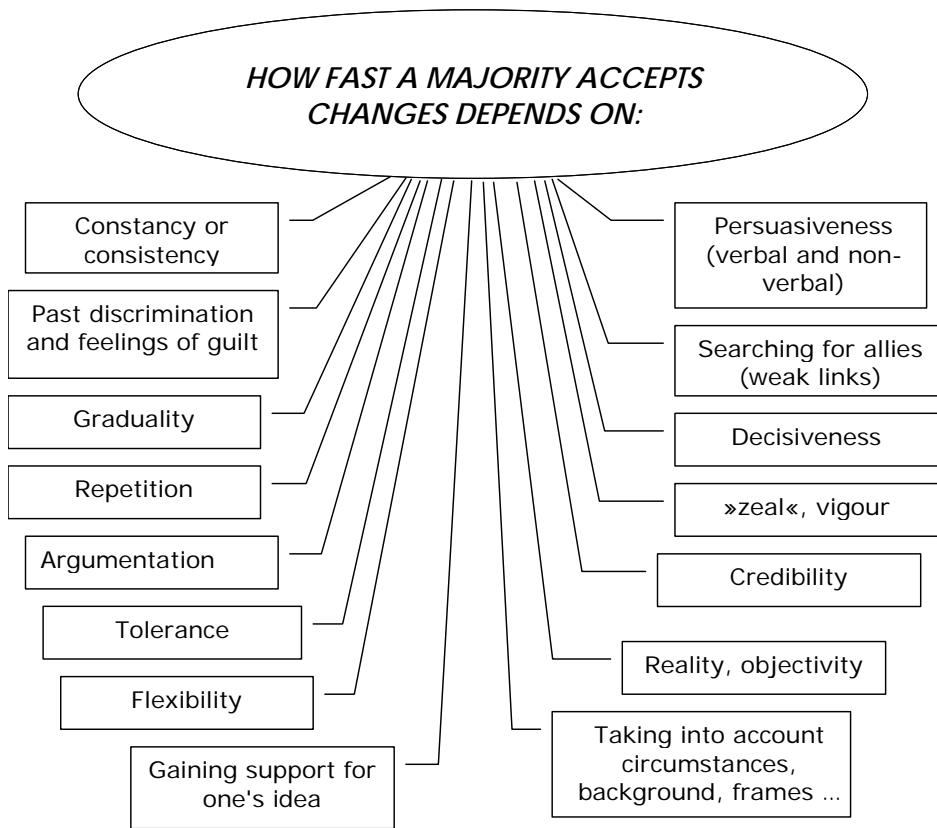 HOW FAST A MAJORITY ACCEPTS
CHANGES DEPENDS ON:
Constancy or
consistency
Past discrimination
and feelings of guilt
Graduality
Repetition
Argumentation
Tolerance
Flexibility
Gaining support for
one's idea
Persuasiveness
(verbal and non-
verbal)
Searching for allies
(weak links)
Decisiveness
»zeal«, vigour
Credibility
Reality, objectivity
Taking into account
circumstances,
background, frames ...